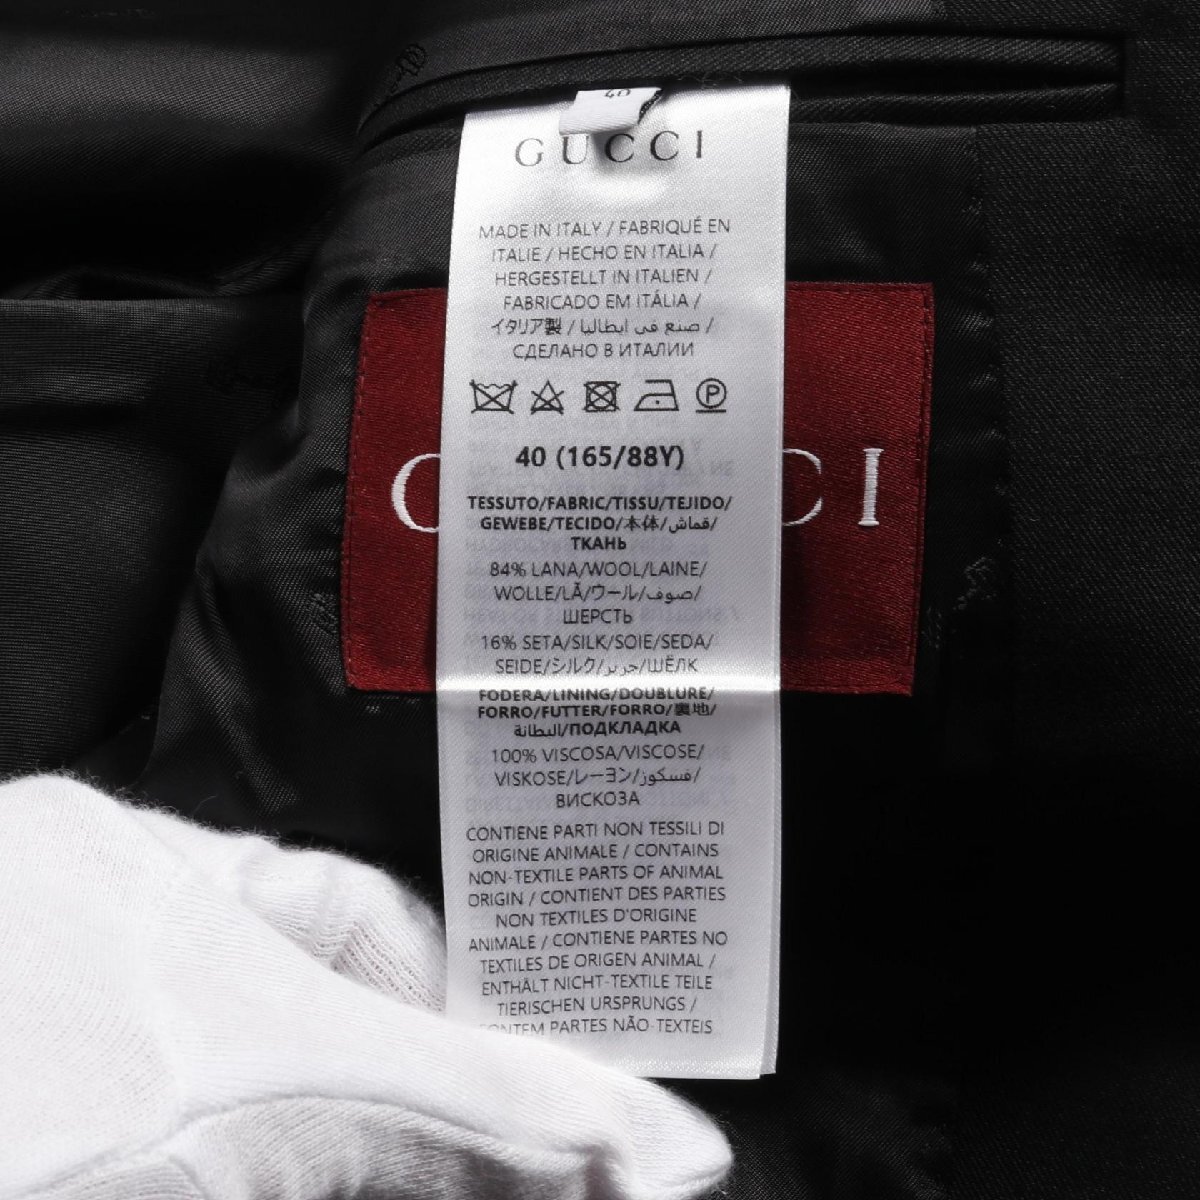 40
GUCCI
MADE IN ITALY / FABRIQUÉ EN
ITALIE / HECHO EN ITALIA /
HERGESTELLT IN ITALIEN /
FABRICADO EM ITÁLIA /
イタリア製 / صنع في ايطاليا /
СДЕЛАНО В ИТАЛИИ
P
40 (165/88Y)
TESSUTO/FABRIC/TISSU/TEJIDO/
GEWEBE/TECIDO/本体/قماش/
ТКАНЬ
84% LANA/WOOL/LAINE/
WOLLE/LÃ/ウール/صوف/
ШЕРСТЬ
16% SETA/SILK/SOIE/SEDA/
SEIDE/シルク/حرير/ШЁЛК
FODERA/LINING/DOUBLURE/
FORRO/FUTTER/FORRO/裏地/
البطانة/ПОДКЛАДКА
100% VISCOSA/VISCOSE/
VISKOSE/レーヨン/فسكوز/
ВИСКОЗА
CONTIENE PARTI NON TESSILI DI
ORIGINE ANIMALE / CONTAINS
NON-TEXTILE PARTS OF ANIMAL
ORIGIN / CONTIENT DES PARTIES
NON TEXTILES D'ORIGINE
ANIMALE / CONTIENE PARTES NO
TEXTILES DE ORIGEN ANIMAL /
ENTHÄLT NICHT-TEXTILE TEILE
TIERISCHEN URSPRUNGS /
CONTEM PARTES NÃO-TEXTEIS